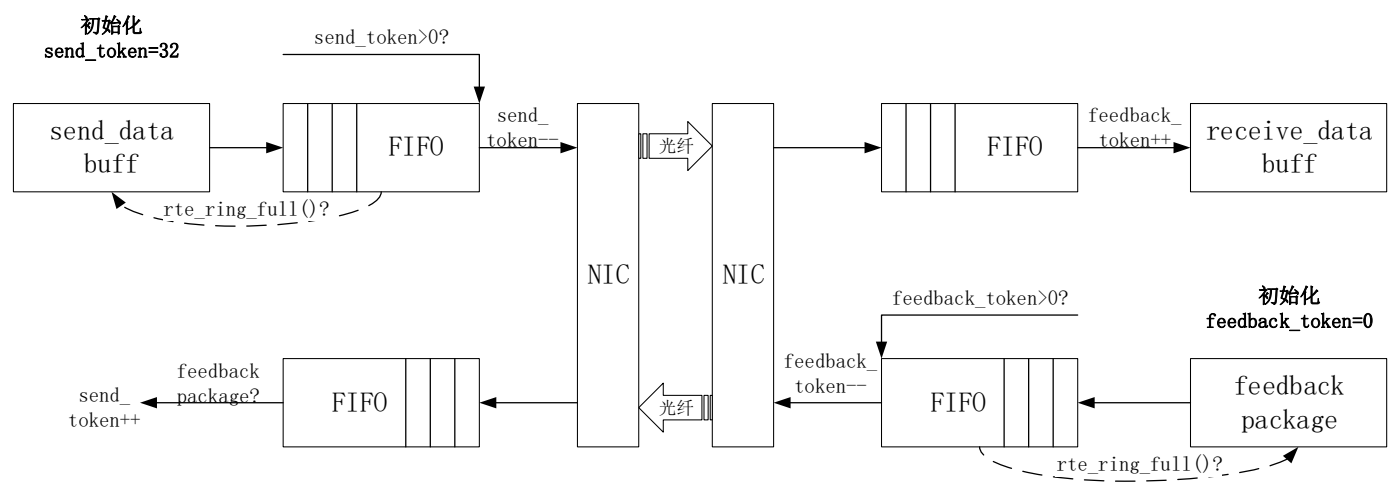 初始化
send_token=32
send_token>0?
send_data
buff
FIFO
send_
token--
光纤
FIFO
feedback_
token++
receive_data
buff
rte_ring_full()?
NIC
NIC
feedback_token>0?
初始化
feedback_token=0
send_
token++
feedback
package?
FIFO
光纤
feedback_
token--
FIFO
feedback
package
rte_ring_full()?